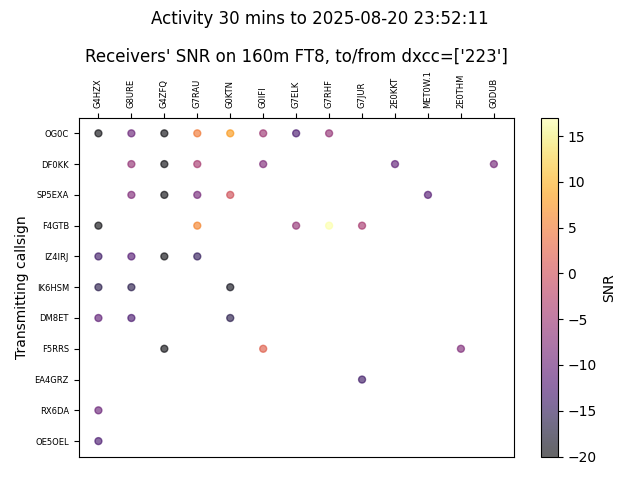 Activity 30 mins to 2025-08-20 23:52:11
Receivers' SNR on 160m FT8, to/from dxcc=['223']
G4HZX G8URE G4ZFQ G7RAU G0KTN G0IFI G7ELK G7RHF G7JUR 2E0KKT MET0W.1 2E0THM G0DUB
Transmitting callsign
OG0C
DF0KK
SP5EXA
F4GTB
IZ4IRJ
IK6HSM
DM8ET
F5RRS
EA4GRZ
RX6DA
OE5OEL
15
10
5
0
−5
−10
−15
−20
SNR